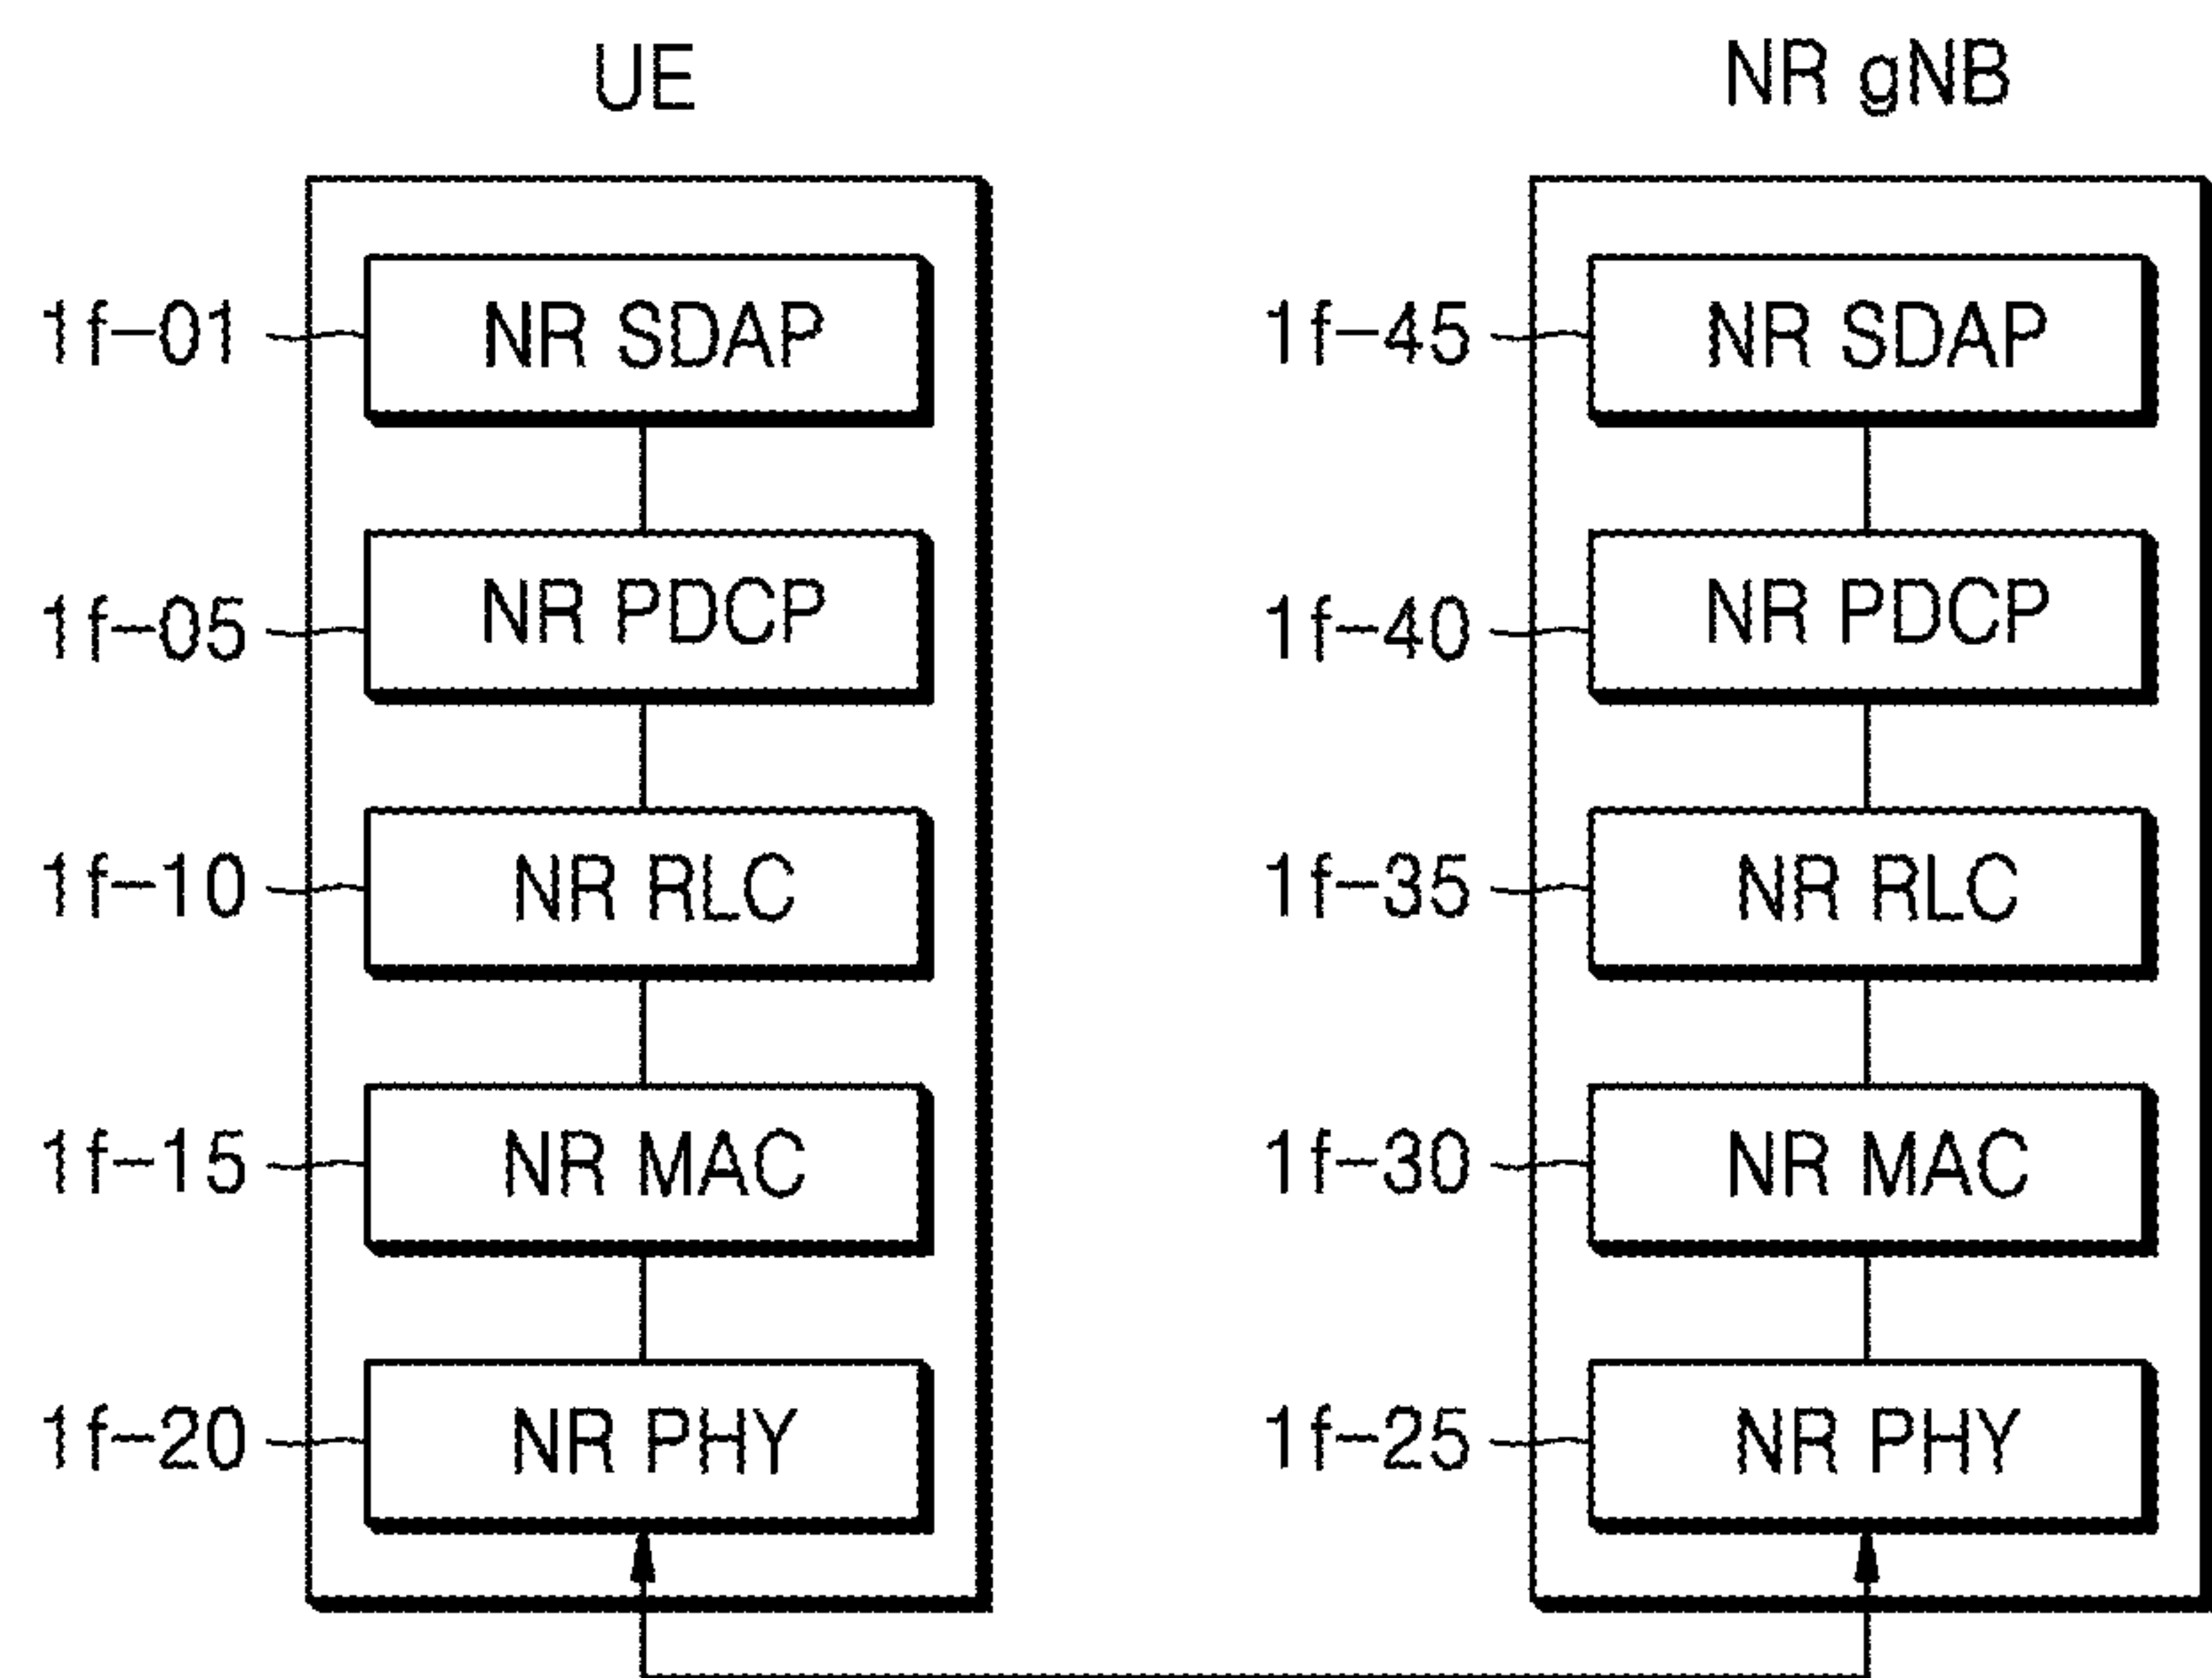 UE
NR gNB
1f-01
NR SDAP
1f-45
NR SDAP
1f-05
NR PDCP
1f-40
NR PDCP
1f-10
NR RLC
1f-35
NR RLC
1f-15
NR MAC
1f-30
NR MAC
1f-20
NR PHY
1f-25
NR PHY